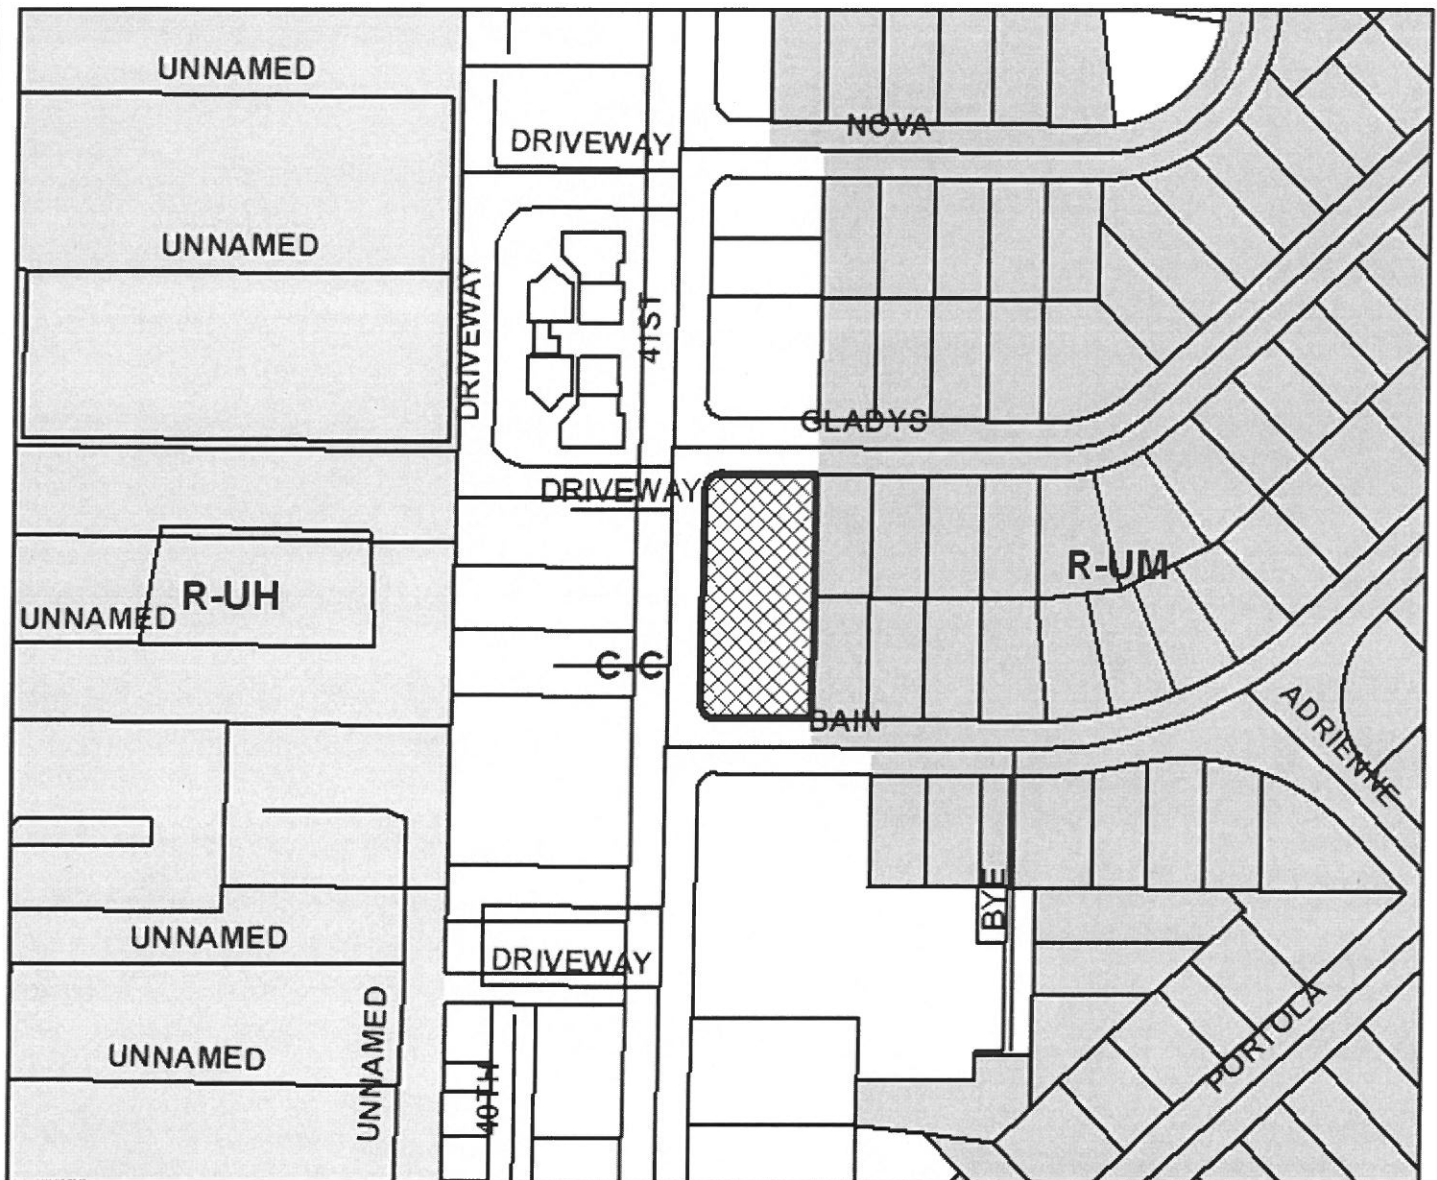 UNNAMED
NOVA
DRIVEWAY
UNNAMED
DRIVEWAY
41ST
GLADYS
DRIVEWAY
R-UM
R-UH
UNNAMED
C-C
BAIN
ADRIENNE
BYE
UNNAMED
DRIVEWAY
UNNAMED
PORTOLA
UNNAMED
40TH